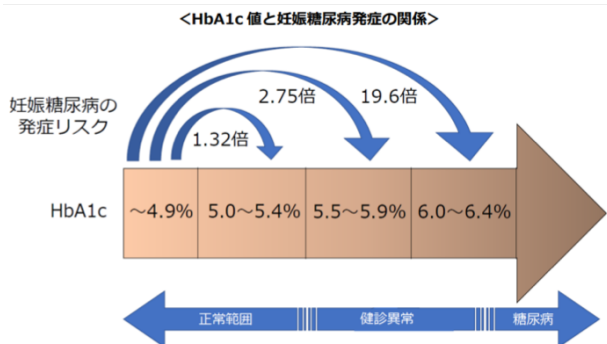 ＜HbA1c 値と妊娠糖尿病発症の関係＞
妊娠糖尿病の
発症リスク
1.32倍
2.75倍
19.6倍
HbA1c
～4.9%
5.0～5.4%
5.5～5.9%
6.0～6.4%
正常範囲
健診異常
糖尿病